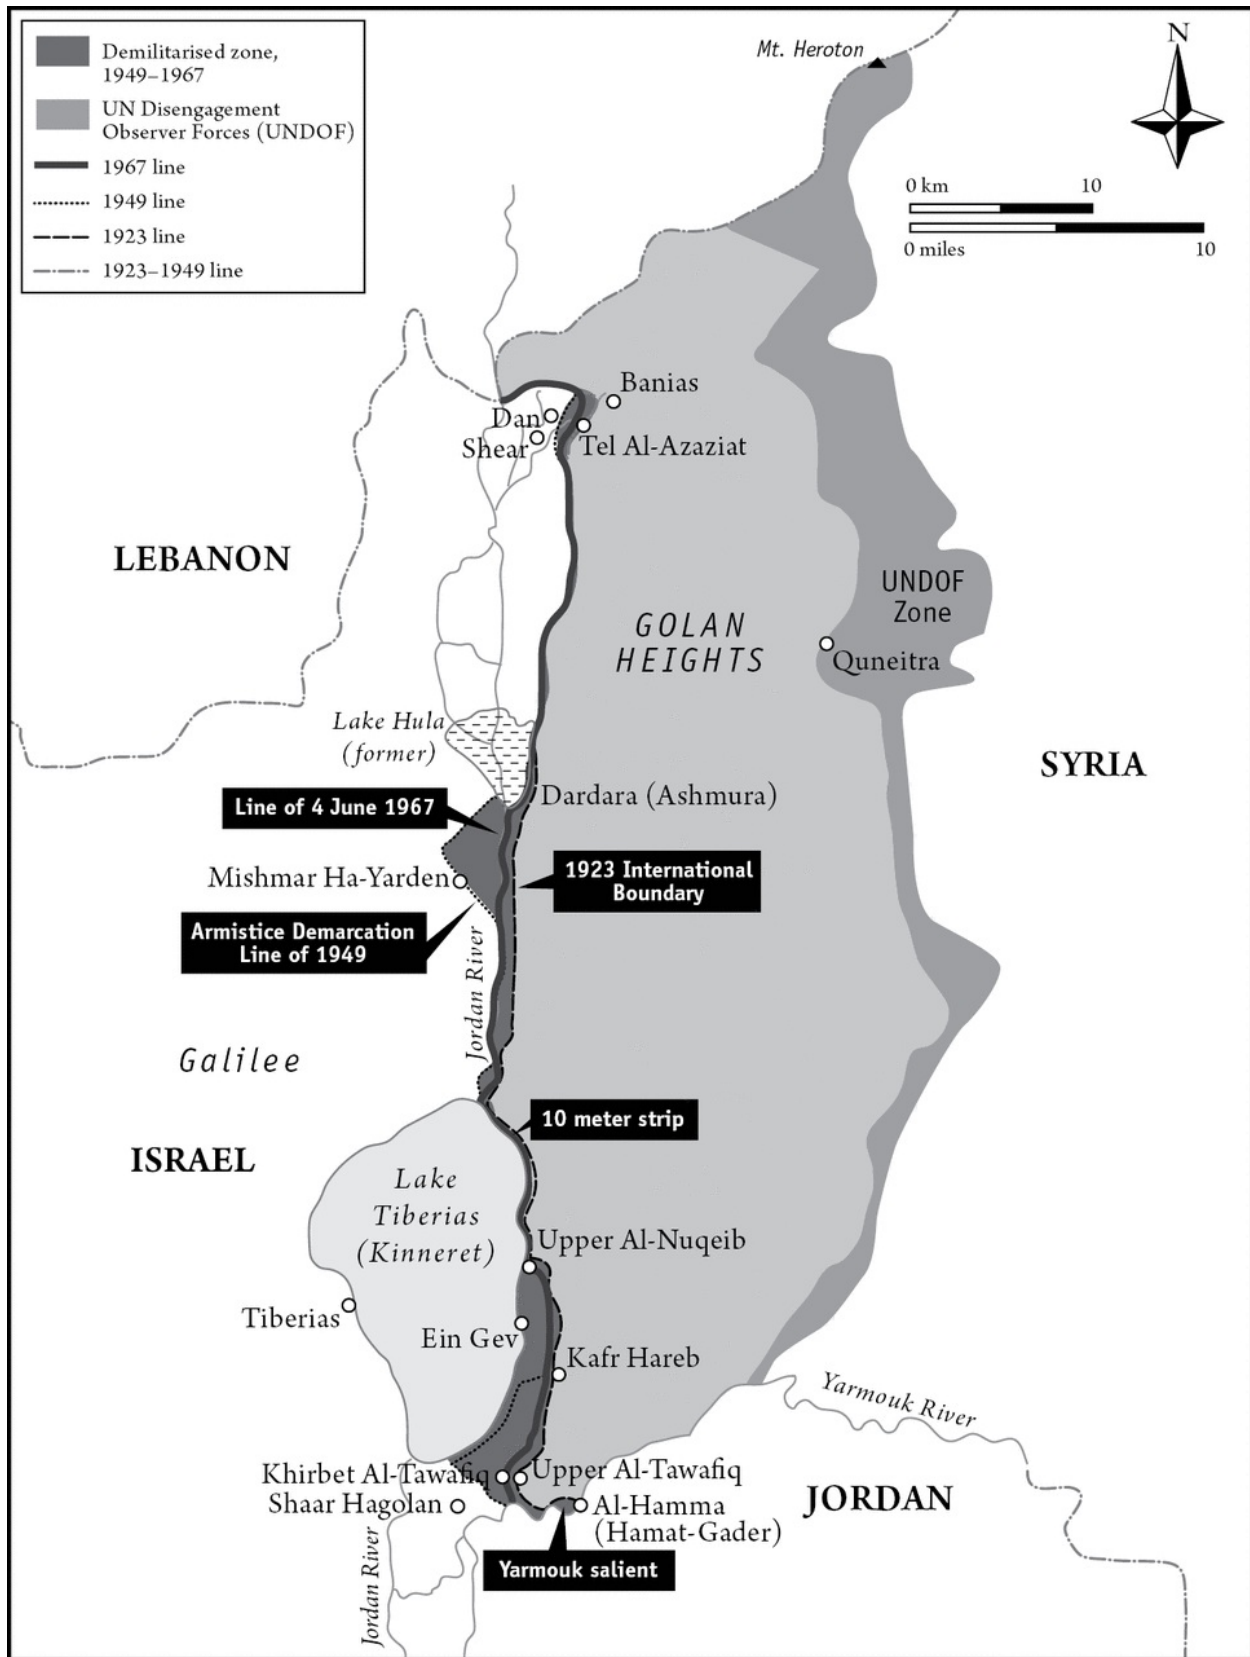 Demilitarised zone,
1949–1967
UN Disengagement
Observer Forces (UNDOF)
1967 line
1949 line
1923 line
1923–1949 line
Mt. Heroton
N
0 km 10
0 miles 10
Banias
Dan
Shear
Tel Al-Azaziat
LEBANON
UNDOF
Zone
GOLAN
HEIGHTS
Quneitra
Lake Hula
(former)
SYRIA
Dardara (Ashmura)
Line of 4 June 1967
1923 International
Boundary
Mishmar Ha-Yarden
Armistice Demarcation
Line of 1949
Jordan River
Galilee
10 meter strip
ISRAEL
Lake
Tiberias
(Kinneret)
Upper Al-Nuqeib
Tiberias
Ein Gev
Kafr Hareb
Yarmouk River
Khirbet Al-Tawafiq
Upper Al-Tawafiq
Shaar Hagolan
Al-Hamma
(Hamat-Gader)
JORDAN
Yarmouk salient
Jordan River